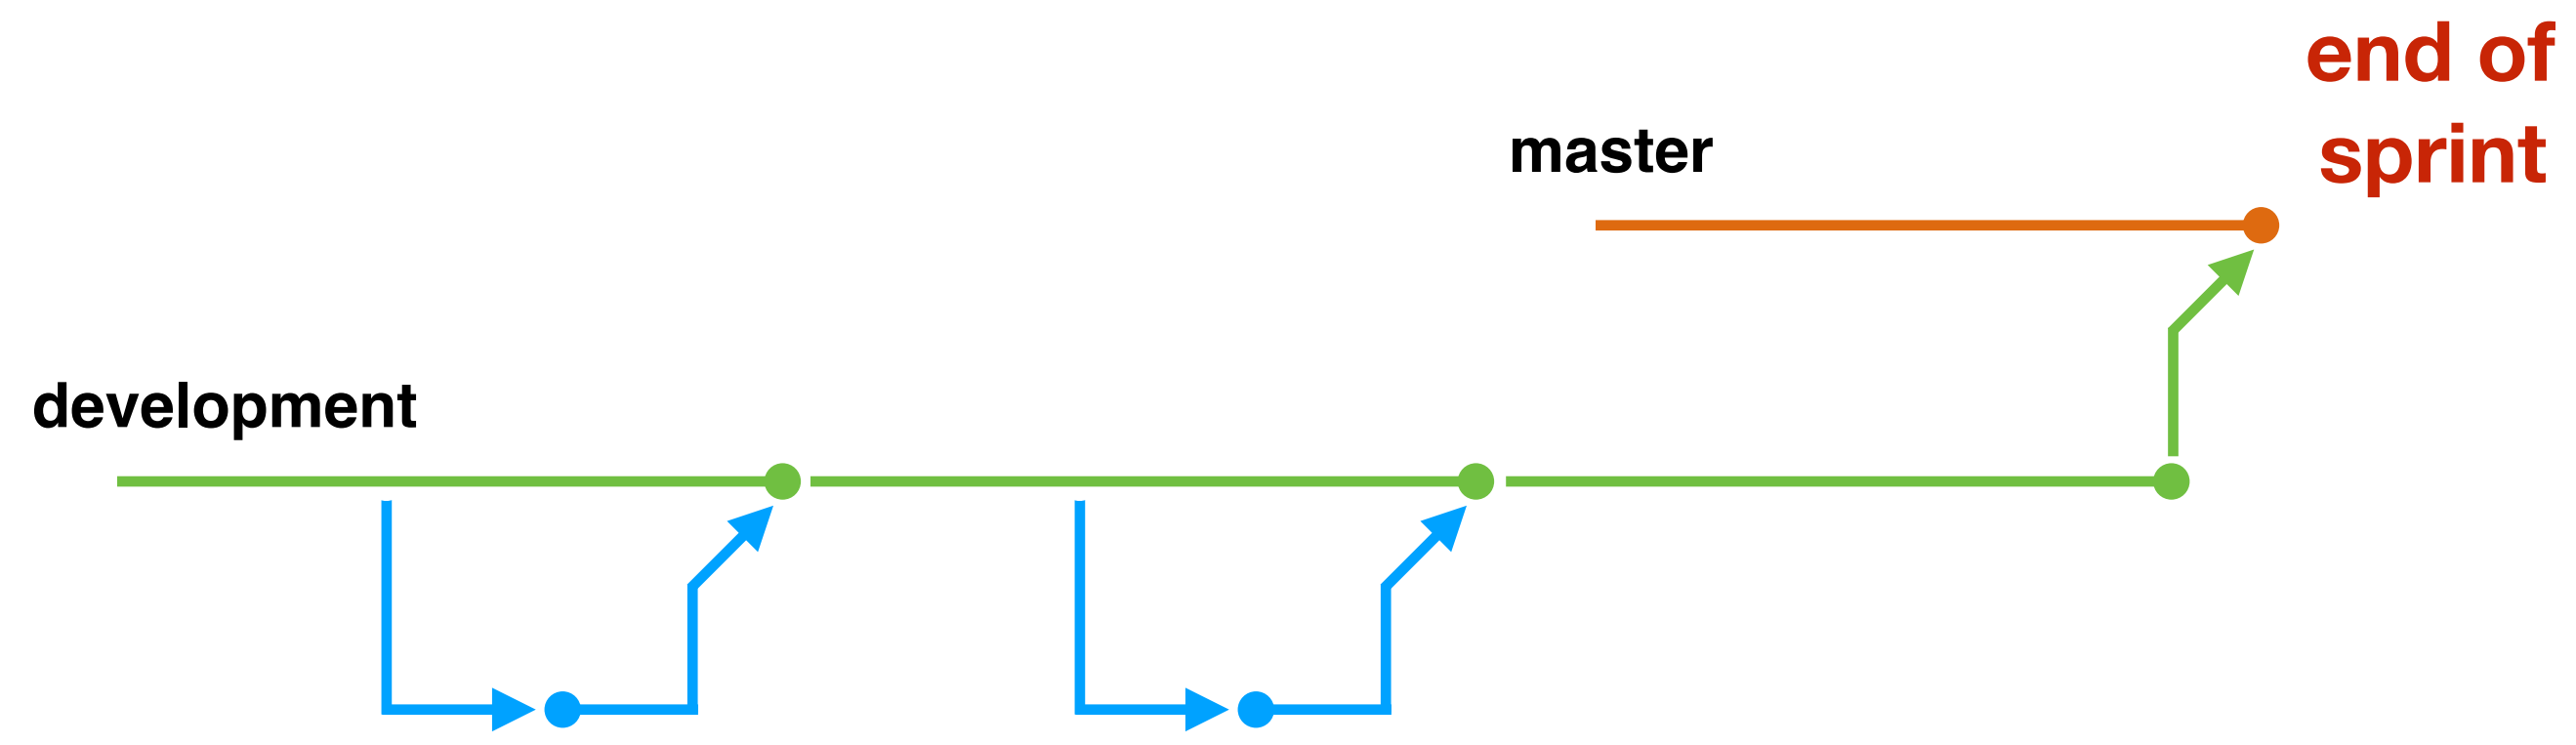 end of
sprint
master
development